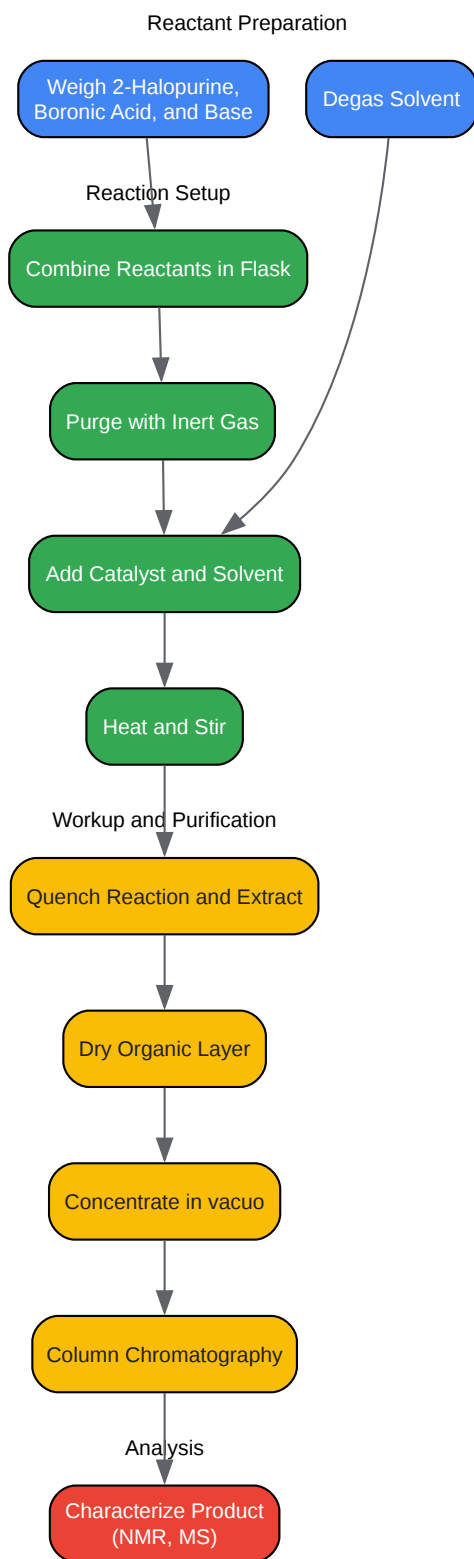 Reactant Preparation
Weigh 2-Halopurine,
Boronic Acid, and Base
Degas Solvent
Reaction Setup
Combine Reactants in Flask
Purge with Inert Gas
Add Catalyst and Solvent
Heat and Stir
Workup and Purification
Quench Reaction and Extract
Dry Organic Layer
Concentrate in vacuo
Column Chromatography
Analysis
Characterize Product
(NMR, MS)